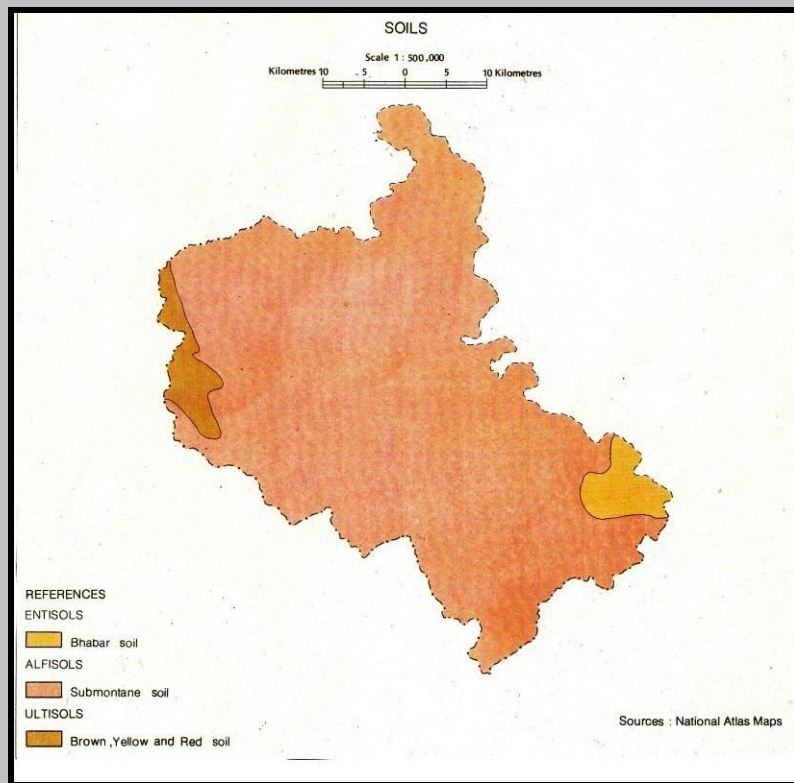 SOILS
Scale 1 : 500,000
Kilometres 10 5 0 5 10 Kilometres
REFERENCES
ENTISOLS
Bhabar soil
ALFISOLS
Submontane soil
ULTISOLS
Brown ,Yellow and Red soil
Sources : National Atlas Maps